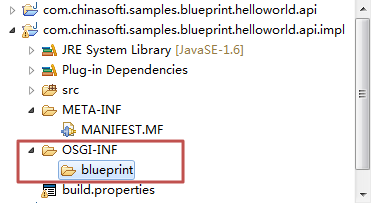 com.chinasofti.samples.blueprint.helloworld.api
com.chinasofti.samples.blueprint.helloworld.api.impl
JRE System Library [JavaSE-1.6]
Plug-in Dependencies
src
META-INF
MANIFEST.MF
OSGI-INF
blueprint
build.properties